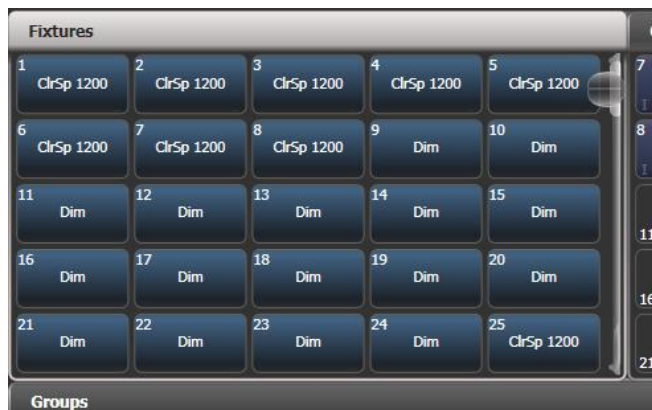 Fixtures
1 ClrSp 1200
2 ClrSp 1200
3 ClrSp 1200
4 ClrSp 1200
5 ClrSp 1200
6 ClrSp 1200
7 ClrSp 1200
8 ClrSp 1200
9 Dim
10 Dim
11 Dim
12 Dim
13 Dim
14 Dim
15 Dim
16 Dim
17 Dim
18 Dim
19 Dim
20 Dim
21 Dim
22 Dim
23 Dim
24 Dim
25 ClrSp 1200
7
8
11
16
21
Groups